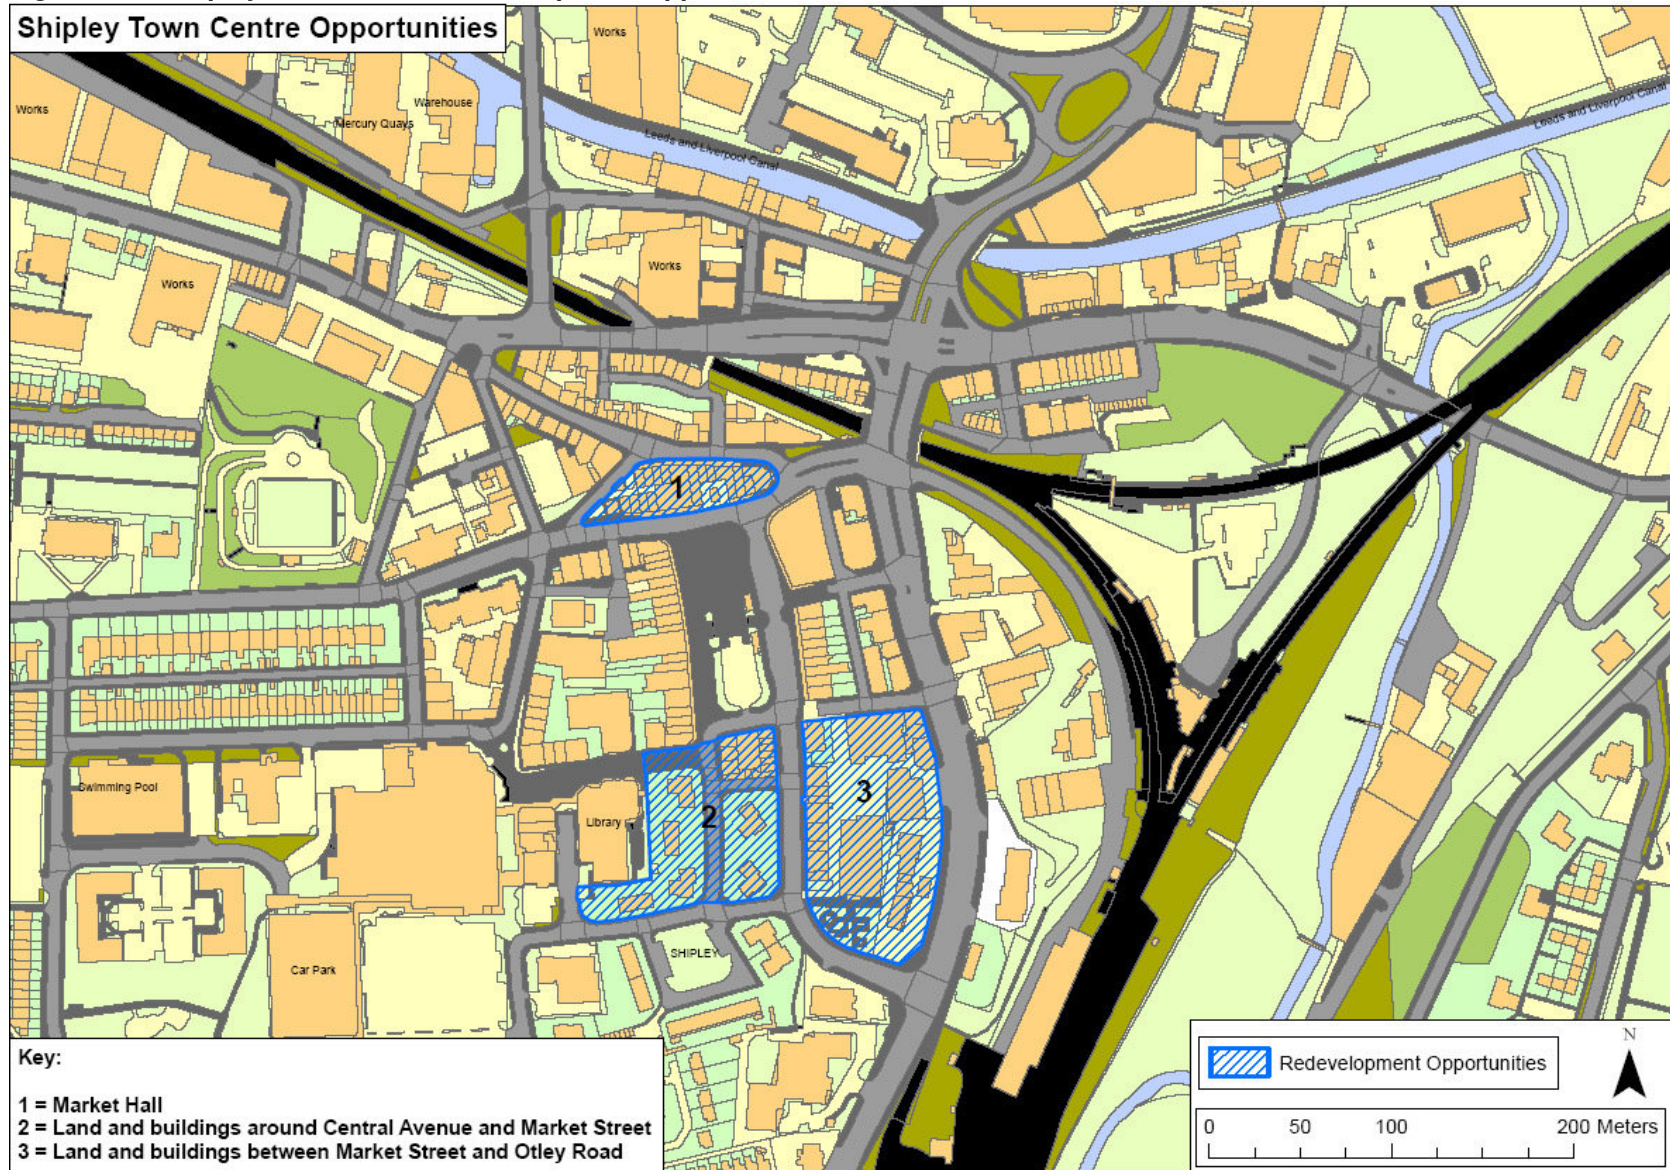 Shipley Town Centre Opportunities
Works
Works
Warehouse
Mercury Quays
Leeds and Liverpool Canal
Leeds and Liverpool Canal
Works
Works
1
Swimming Pool
Library
2
3
Car Park
SHIPLEY
Key:
1 = Market Hall
2 = Land and buildings around Central Avenue and Market Street
3 = Land and buildings between Market Street and Otley Road
N
Redevelopment Opportunities
0 50 100 200 Meters